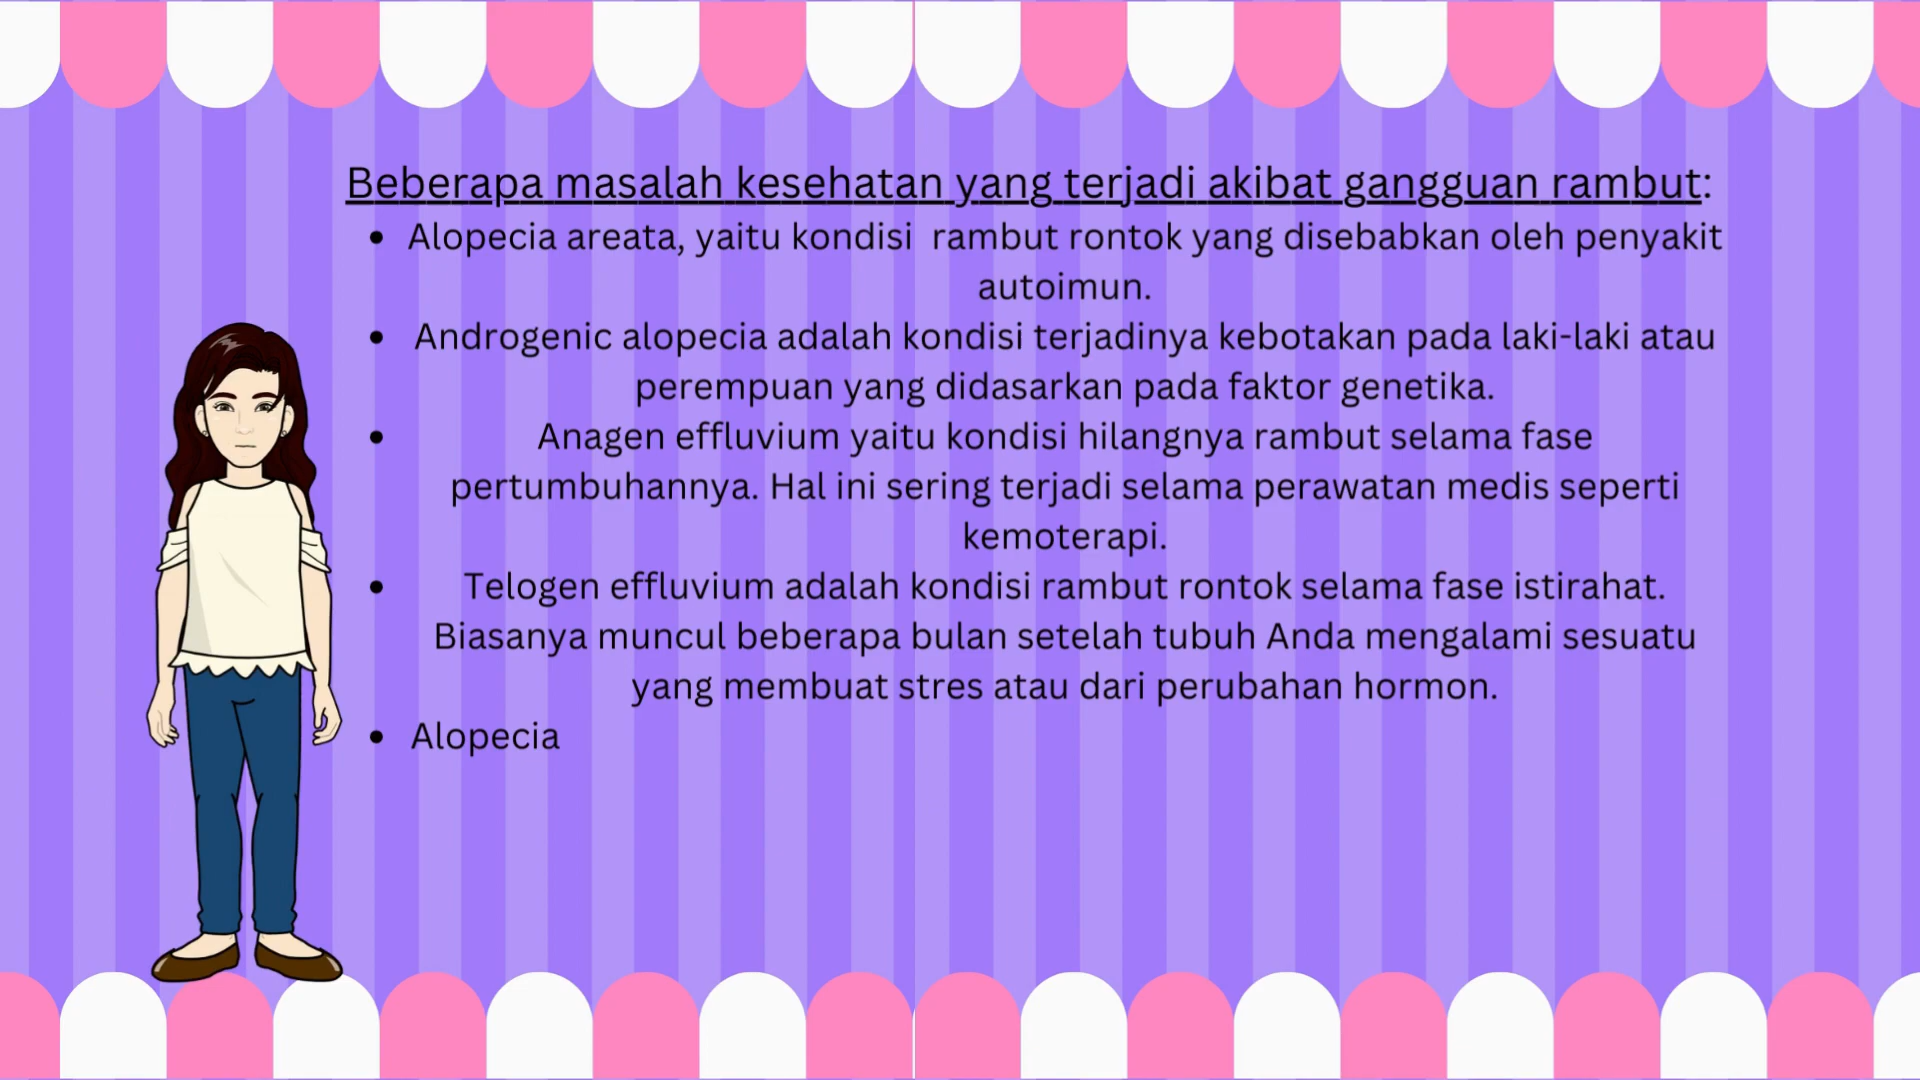 Beberapa masalah kesehatan yang terjadi akibat gangguan rambut:
• Alopecia areata, yaitu kondisi rambut rontok yang disebabkan oleh penyakit
autoimun.
• Androgenic alopecia adalah kondisi terjadinya kebotakan pada laki-laki atau
perempuan yang didasarkan pada faktor genetika.
• Anagen effluvium yaitu kondisi hilangnya rambut selama fase
pertumbuhannya. Hal ini sering terjadi selama perawatan medis seperti
kemoterapi.
• Telogen effluvium adalah kondisi rambut rontok selama fase istirahat.
Biasanya muncul beberapa bulan setelah tubuh Anda mengalami sesuatu
yang membuat stres atau dari perubahan hormon.
• Alopecia